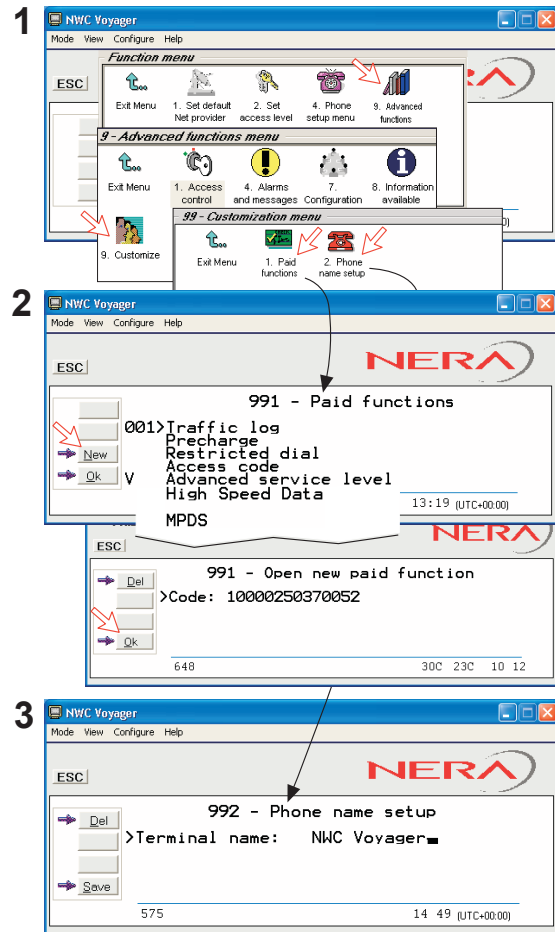 1
NWC Voyager
Mode View Configure Help
Function menu
ESC
Exit Menu
1. Set default Net provider
2. Set access level
4. Phone setup menu
9. Advanced functions
9 - Advanced functions menu
Exit Menu
1. Access control
4. Alarms and messages
7. Configuration
8. Information available
9. Customize
99 - Customization menu
Exit Menu
1. Paid functions
2. Phone name setup
2
NWC Voyager
Mode View Configure Help
ESC
NERA
991 - Paid functions
001>Traffic log
Precharge
Restricted dial
New
Access code
Ok
V
Advanced service level
High Speed Data
13:19 (UTC+00:00)
MPDS
ESC
NERA
991 - Open new paid function
Del
>Code: 10000250370052
Ok
648 30C 23C 10 12
3
NWC Voyager
Mode View Configure Help
ESC
NERA
992 - Phone name setup
Del
>Terminal name: NWC Voyager
Save
575 14 49 (UTC+00:00)